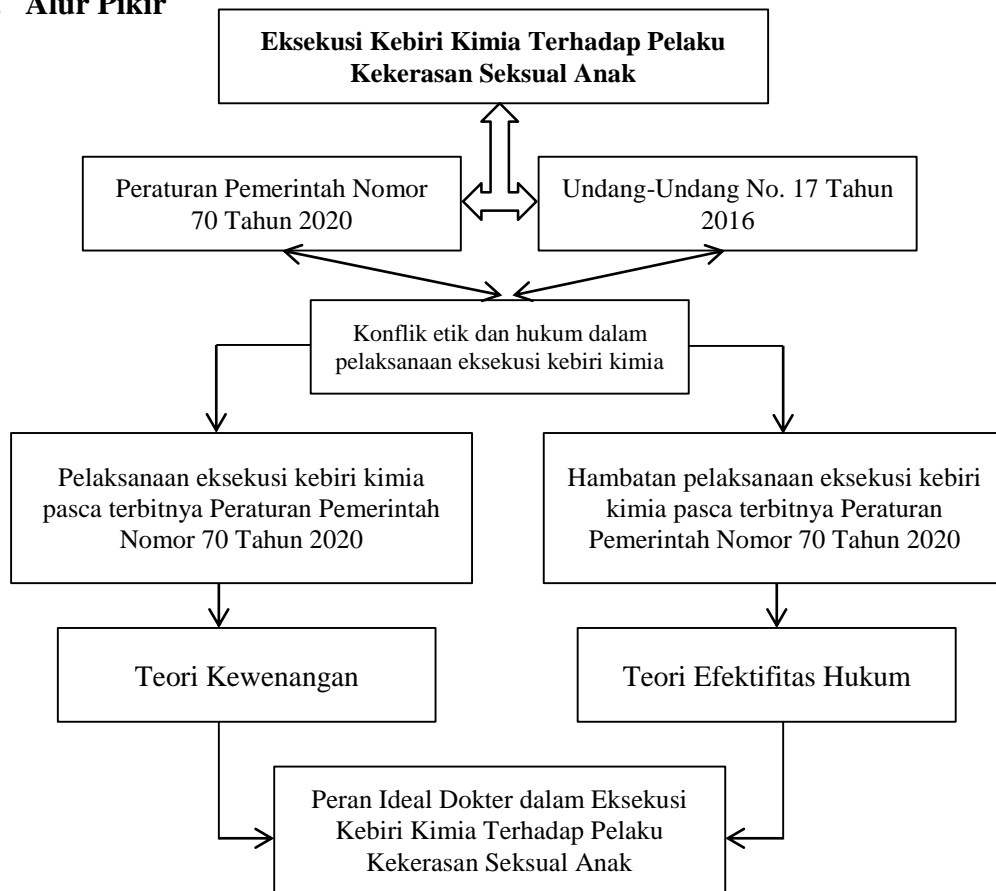 Alur Pikir
Eksekusi Kebiri Kimia Terhadap Pelaku
Kekerasan Seksual Anak
Peraturan Pemerintah Nomor
70 Tahun 2020
Undang-Undang No. 17 Tahun
2016
Konflik etik dan hukum dalam
pelaksanaan eksekusi kebiri kimia
Pelaksanaan eksekusi kebiri kimia
pasca terbitnya Peraturan Pemerintah
Nomor 70 Tahun 2020
Hambatan pelaksanaan eksekusi kebiri
kimia pasca terbitnya Peraturan
Pemerintah Nomor 70 Tahun 2020
Teori Kewenangan
Teori Efektifitas Hukum
Peran Ideal Dokter dalam Eksekusi
Kebiri Kimia Terhadap Pelaku
Kekerasan Seksual Anak